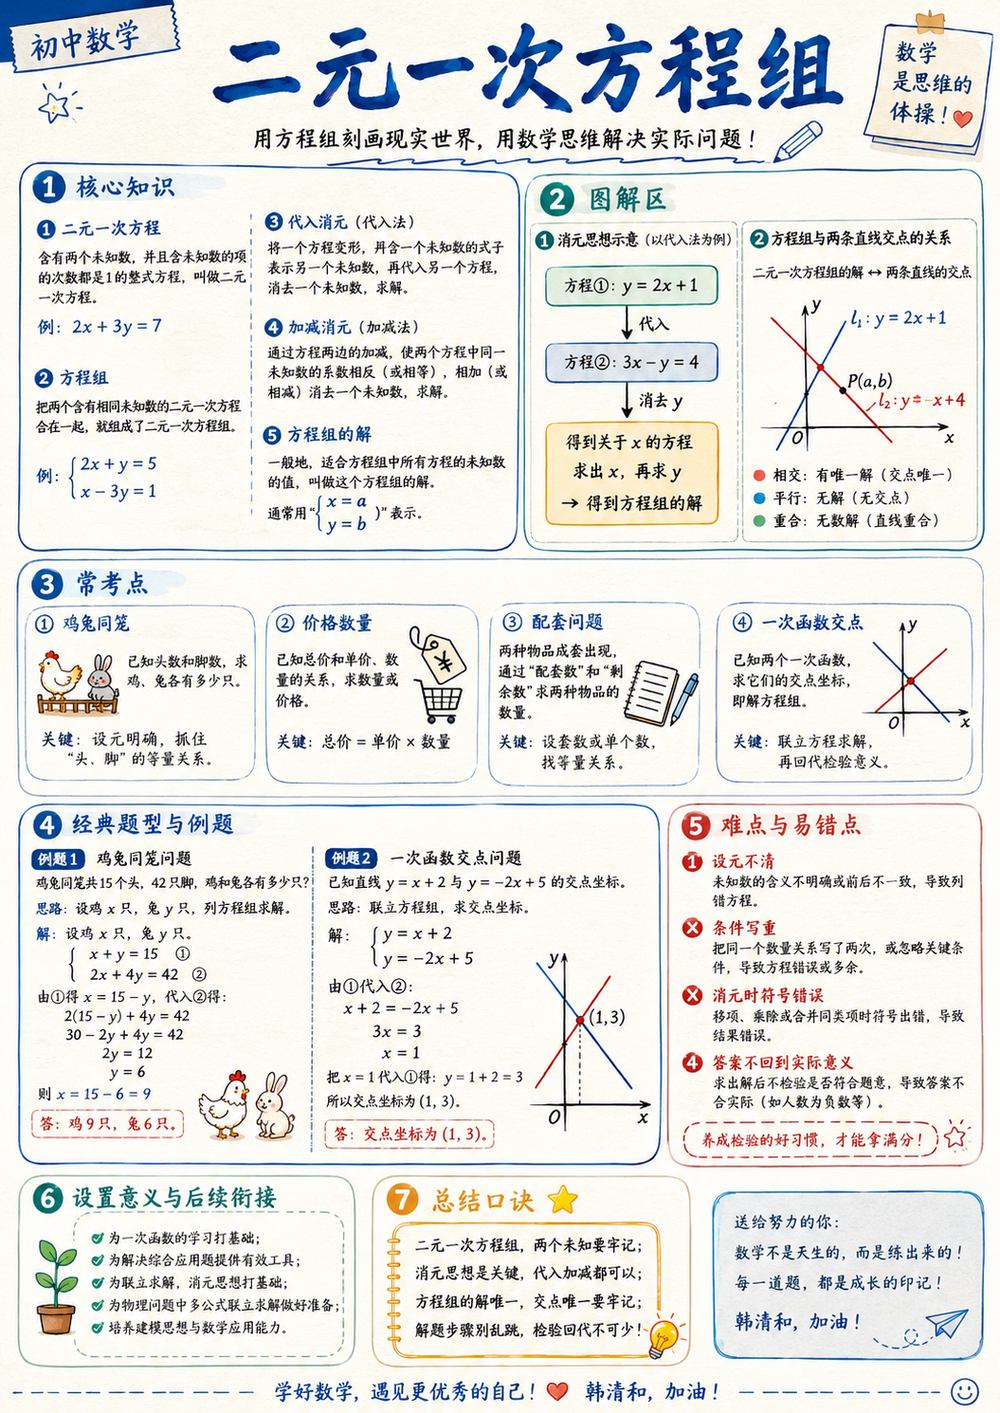 初中数学
二元一次方程组
数学
是思维的
体操！
用方程组刻画现实世界，用数学思维解决实际问题！
1 核心知识
1 二元一次方程
含有两个未知数，并且含未知数的项
的次数都是1的整式方程，叫做二元
一次方程。
例：2x + 3y = 7
2 方程组
把两个含有相同未知数的二元一次方程
合在一起，就组成了二元一次方程组。
例：
2x + y = 5
x − 3y = 1
3 代入消元（代入法）
将一个方程变形，用含一个未知数的式子
表示另一个未知数，再代入另一个方程，
消去一个未知数，求解。
4 加减消元（加减法）
通过方程两边的加减，使两个方程中同一
未知数的系数相反（或相等），相加（或
相减）消去一个未知数，求解。
5 方程组的解
一般地，适合方程组中所有方程的未知数
的值，叫做这个方程组的解。
通常用“{ x = a
y = b )”表示。
2 图解区
1 消元思想示意（以代入法为例）
方程①：y = 2x + 1
代入
方程②：3x − y = 4
消去 y
得到关于 x 的方程
求出 x，再求 y
→ 得到方程组的解
2 方程组与两条直线交点的关系
二元一次方程组的解 ↔ 两条直线的交点
y
l₁: y = 2x+1
P(a,b)
l₂: y = −x+4
O
x
相交：有唯一解（交点唯一）
平行：无解（无交点）
重合：无数解（直线重合）
3 常考点
① 鸡兔同笼
已知头数和脚数，求
鸡、兔各有多少只。
关键：设元明确，抓住
“头、脚”的等量关系。
② 价格数量
已知总价和单价、数
量的关系，求数量或
价格。
¥
关键：总价 = 单价 × 数量
③ 配套问题
两种物品成套出现，
通过“配套数”和“剩
余数”求两种物品的
数量。
关键：设套数或单个数，
找等量关系。
④ 一次函数交点
已知两个一次函数，
求它们的交点坐标，
即解方程组。
y
O
x
关键：联立方程求解，
再回代检验意义。
4 经典题型与例题
例题1 鸡兔同笼问题
鸡兔同笼共15个头，42只脚，鸡和兔各有多少只？
思路：设鸡 x 只，兔 y 只，列方程组求解。
解：设鸡 x 只，兔 y 只。
x + y = 15 ①
2x + 4y = 42 ②
由①得 x = 15 − y，代入②得：
2(15 − y) + 4y = 42
30 − 2y + 4y = 42
2y = 12
y = 6
则 x = 15 − 6 = 9
答：鸡9只，兔6只。
例题2 一次函数交点问题
已知直线 y = x + 2 与 y = −2x + 5 的交点坐标。
思路：联立方程组，求交点坐标。
解：
y = x + 2
y = −2x + 5
由①代入②：
x + 2 = −2x + 5
3x = 3
x = 1
把 x = 1代入①得：y = 1 + 2 = 3
所以交点坐标为 (1, 3)。
答：交点坐标为 (1, 3)。
y
(1, 3)
O
x
5 难点与易错点
1 设元不清
未知数的含义不明确或前后不一致，导致列
错方程。
条件写重
把同一个数量关系写了两次，或忽略关键条
件，导致方程错误或多余。
消元时符号错误
移项、乘除或合并同类项时符号出错，导致
结果错误。
4 答案不回到实际意义
求出解后不检验是否符合题意，导致答案不
合实际（如人数为负数等）。
养成检验的好习惯，才能拿满分！
6 设置意义与后续衔接
为一次函数的学习打基础；
为解决综合应用题提供有效工具；
为联立求解，消元思想打基础；
为物理问题中多公式联立求解做好准备；
培养建模思想与数学应用能力。
7 总结口诀
二元一次方程组，两个未知要牢记；
消元思想是关键，代入加减都可以；
方程组的解唯一，交点唯一要牢记；
解题步骤别乱跳，检验回代不可少！
送给努力的你：
数学不是天生的，而是练出来的！
每一道题，都是成长的印记！
韩清和，加油！
学好数学，遇见更优秀的自己！ 韩清和，加油！